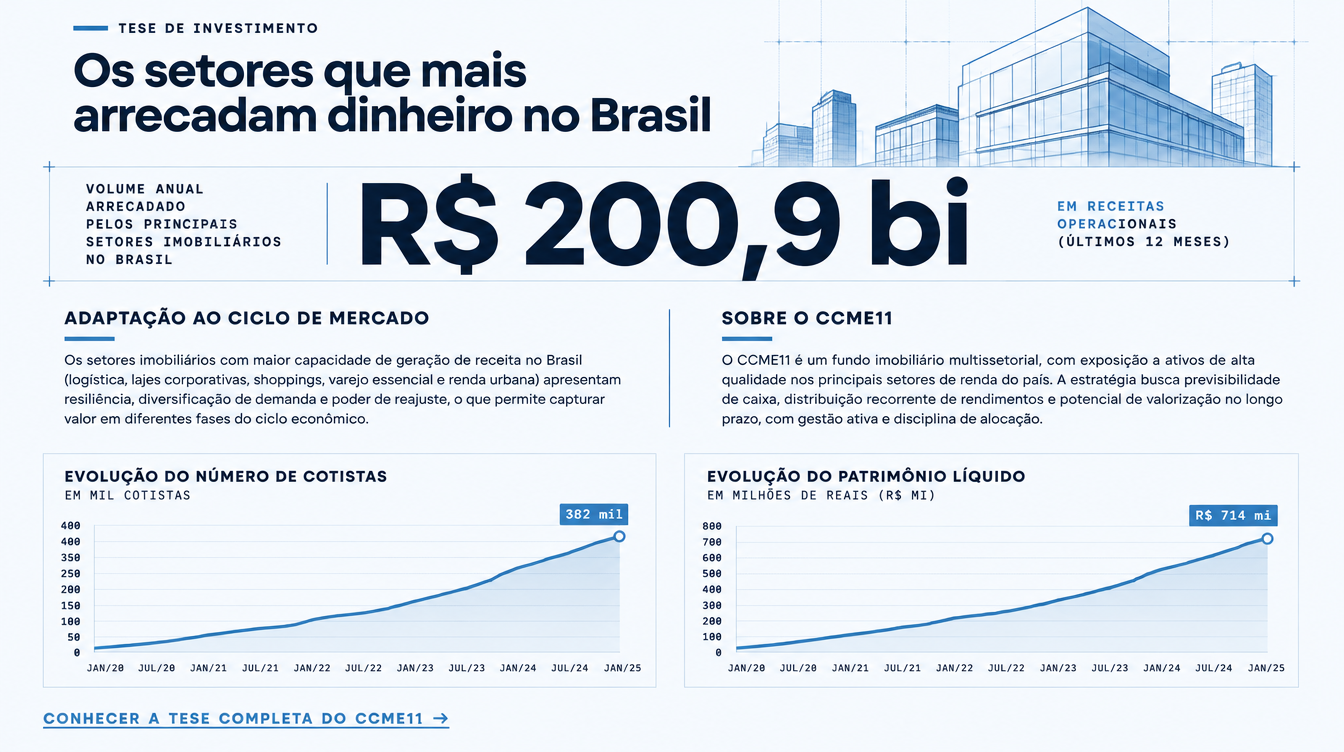 TESE DE INVESTIMENTO
Os setores que mais
arrecadam dinheiro no Brasil
VOLUME ANUAL
ARRECADADO
PELOS PRINCIPAIS
SETORES IMOBILIÁRIOS
NO BRASIL
R$ 200,9 bi
EM RECEITAS
OPERACIONAIS
(ÚLTIMOS 12 MESES)
ADAPTAÇÃO AO CICLO DE MERCADO
Os setores imobiliários com maior capacidade de geração de receita no Brasil
(logística, lajes corporativas, shoppings, varejo essencial e renda urbana) apresentam
resiliência, diversificação de demanda e poder de reajuste, o que permite capturar
valor em diferentes fases do ciclo econômico.
SOBRE O CCME11
O CCME11 é um fundo imobiliário multissetorial, com exposição a ativos de alta
qualidade nos principais setores de renda do país. A estratégia busca previsibilidade
de caixa, distribuição recorrente de rendimentos e potencial de valorização no longo
prazo, com gestão ativa e disciplina de alocação.
EVOLUÇÃO DO NÚMERO DE COTISTAS
EM MIL COTISTAS
382 mil
400
400
350
250
200
150
100
50
0
JAN/20 JUL/20 JAN/21 JUL/21 JAN/22 JUL/22 JAN/23 JUL/23 JAN/24 JUL/24 JAN/25
EVOLUÇÃO DO PATRIMÔNIO LÍQUIDO
EM MILHÕES DE REAIS (R$ MI)
R$ 714 mi
800
700
600
500
400
300
200
100
0
JAN/20 JUL/20 JAN/21 JUL/21 JAN/22 JUL/22 JAN/23 JUL/23 JAN/24 JUL/24 JAN/25
CONHECER A TESE COMPLETA DO CCME11 →